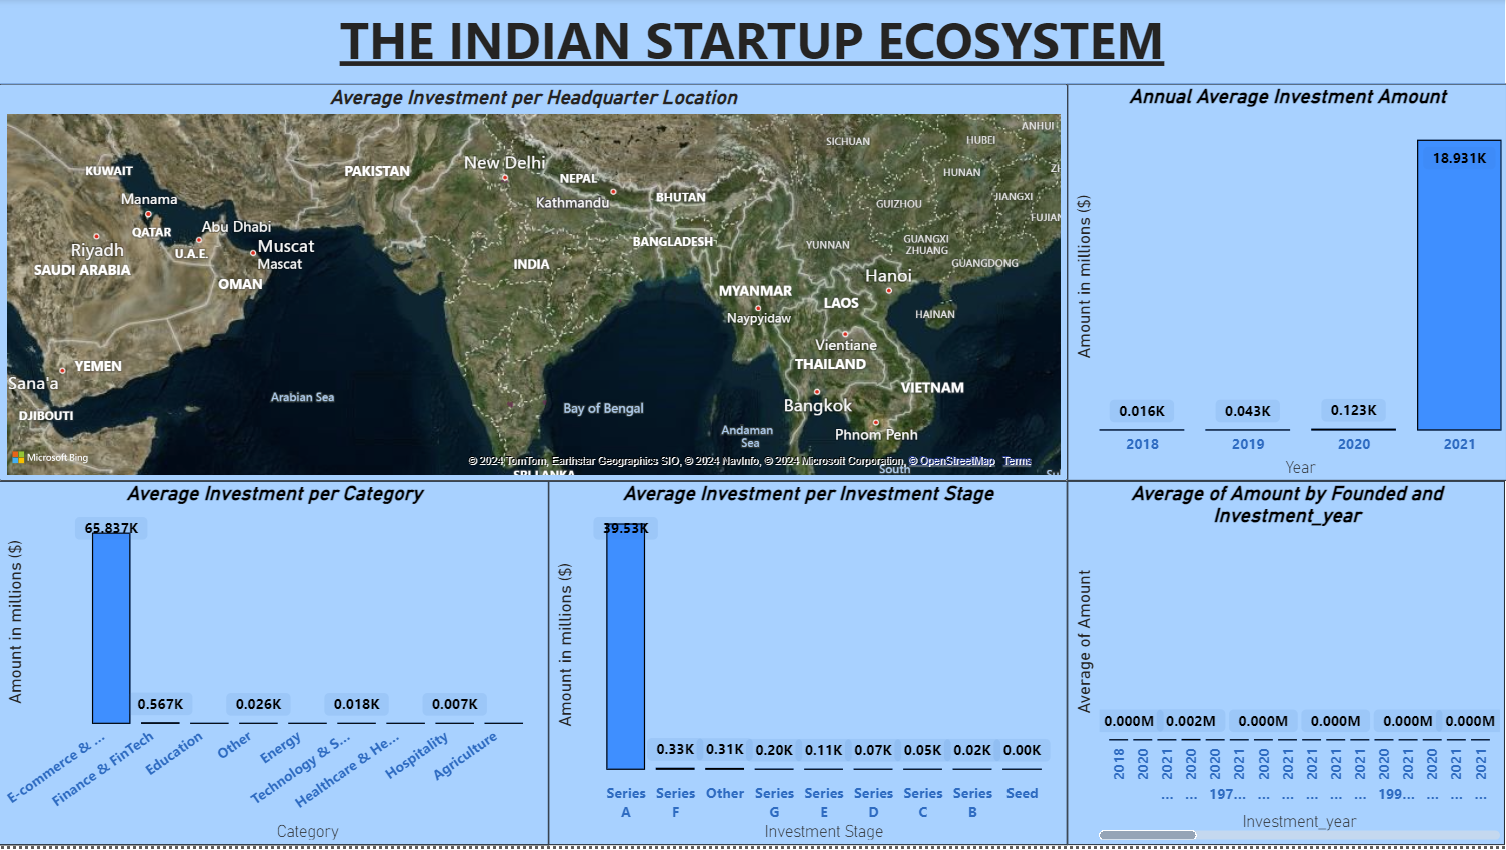 THE INDIAN STARTUP ECOSYSTEM
Average Investment per Headquarter Location
KUWAIT
Manama
QATAR
Riyadh
SAUDI ARABIA
Abu Dhabi
U.A.E.
Muscat
Mascat
OMAN
YEMEN
Sana'a
DJIBOUTI
PAKISTAN
New Delhi
NEPAL
Kathmandu
BHUTAN
BANGLADESH
INDIA
MYANMAR
Naypyidaw
LAOS
Hanoi
Vientiane
THAILAND
VIETNAM
Bangkok
Phnom Penh
SICHUAN
HUBEI
ANHUI
HUNAN
JIANGXI
GUIZHOU
FUJIAN
YUNNAN
GUANGXI
ZHUANG
GUANGDONG
HAINAN
Arabian Sea
Bay of Bengal
Andaman
Sea
SRI LANKA
South
Microsoft Bing
© 2024 TomTom, Earthstar Geographics SIO, © 2024 NavInfo, © 2024 Microsoft Corporation, © OpenStreetMap Terms
Annual Average Investment Amount
Amount in millions ($)
18.931K
0.016K 0.043K 0.123K
2018 2019 2020 2021
Year
Average Investment per Category
Amount in millions ($)
65.837K
0.567K 0.026K 0.018K 0.007K
E-commerce & ...
Finance & FinTech
Education
Other
Energy
Technology & S...
Healthcare & He...
Hospitality
Agriculture
Category
Average Investment per Investment Stage
Amount in millions ($)
39.53K
0.33K 0.31K 0.20K 0.11K 0.07K 0.05K 0.02K 0.00K
Series A
Series F
Other
Series G
Series E
Series D
Series C
Series B
Seed
Investment Stage
Average of Amount by Founded and
Investment_year
Average of Amount
0.000M 0.002M 0.000M 0.000M 0.000M 0.000M
2018 2020 2021 2020 2020 2021 2020 2021 2021 2021 2021 2020 2021 2020 2021 2021
... ... 197... ... ... ... ... ... 199... ... ... ...
Investment_year